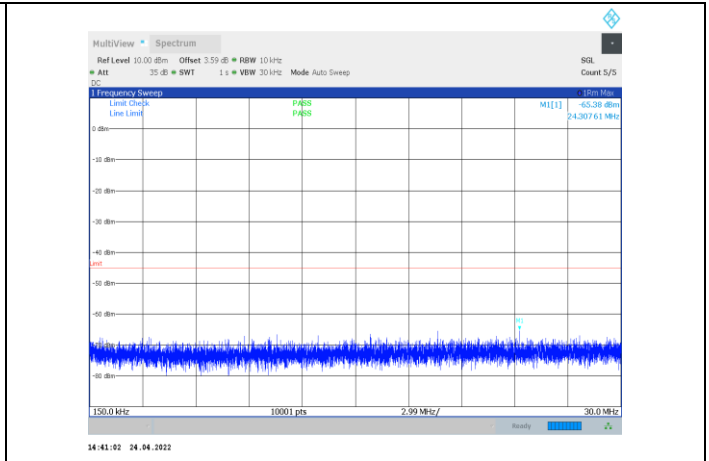 MultiView Spectrum
Ref Level 10.00 dBm Offset 3.59 dB RBW 10 kHz SGL
Att 35 dB SWT 1 s VBW 30 kHz Mode Auto Sweep Count 5/5
DC
1 Frequency Sweep 1Rm Max
Limit Check PASS M1[1] -65.38 dBm
Line Limit PASS 24.307 61 MHz
0 dBm
-10 dBm
-20 dBm
-30 dBm
-40 dBm
Limit
-50 dBm
-60 dBm
M1
-80 dBm
150.0 kHz 10001 pts 2.99 MHz/ 30.0 MHz
Ready
14:41:02 24.04.2022